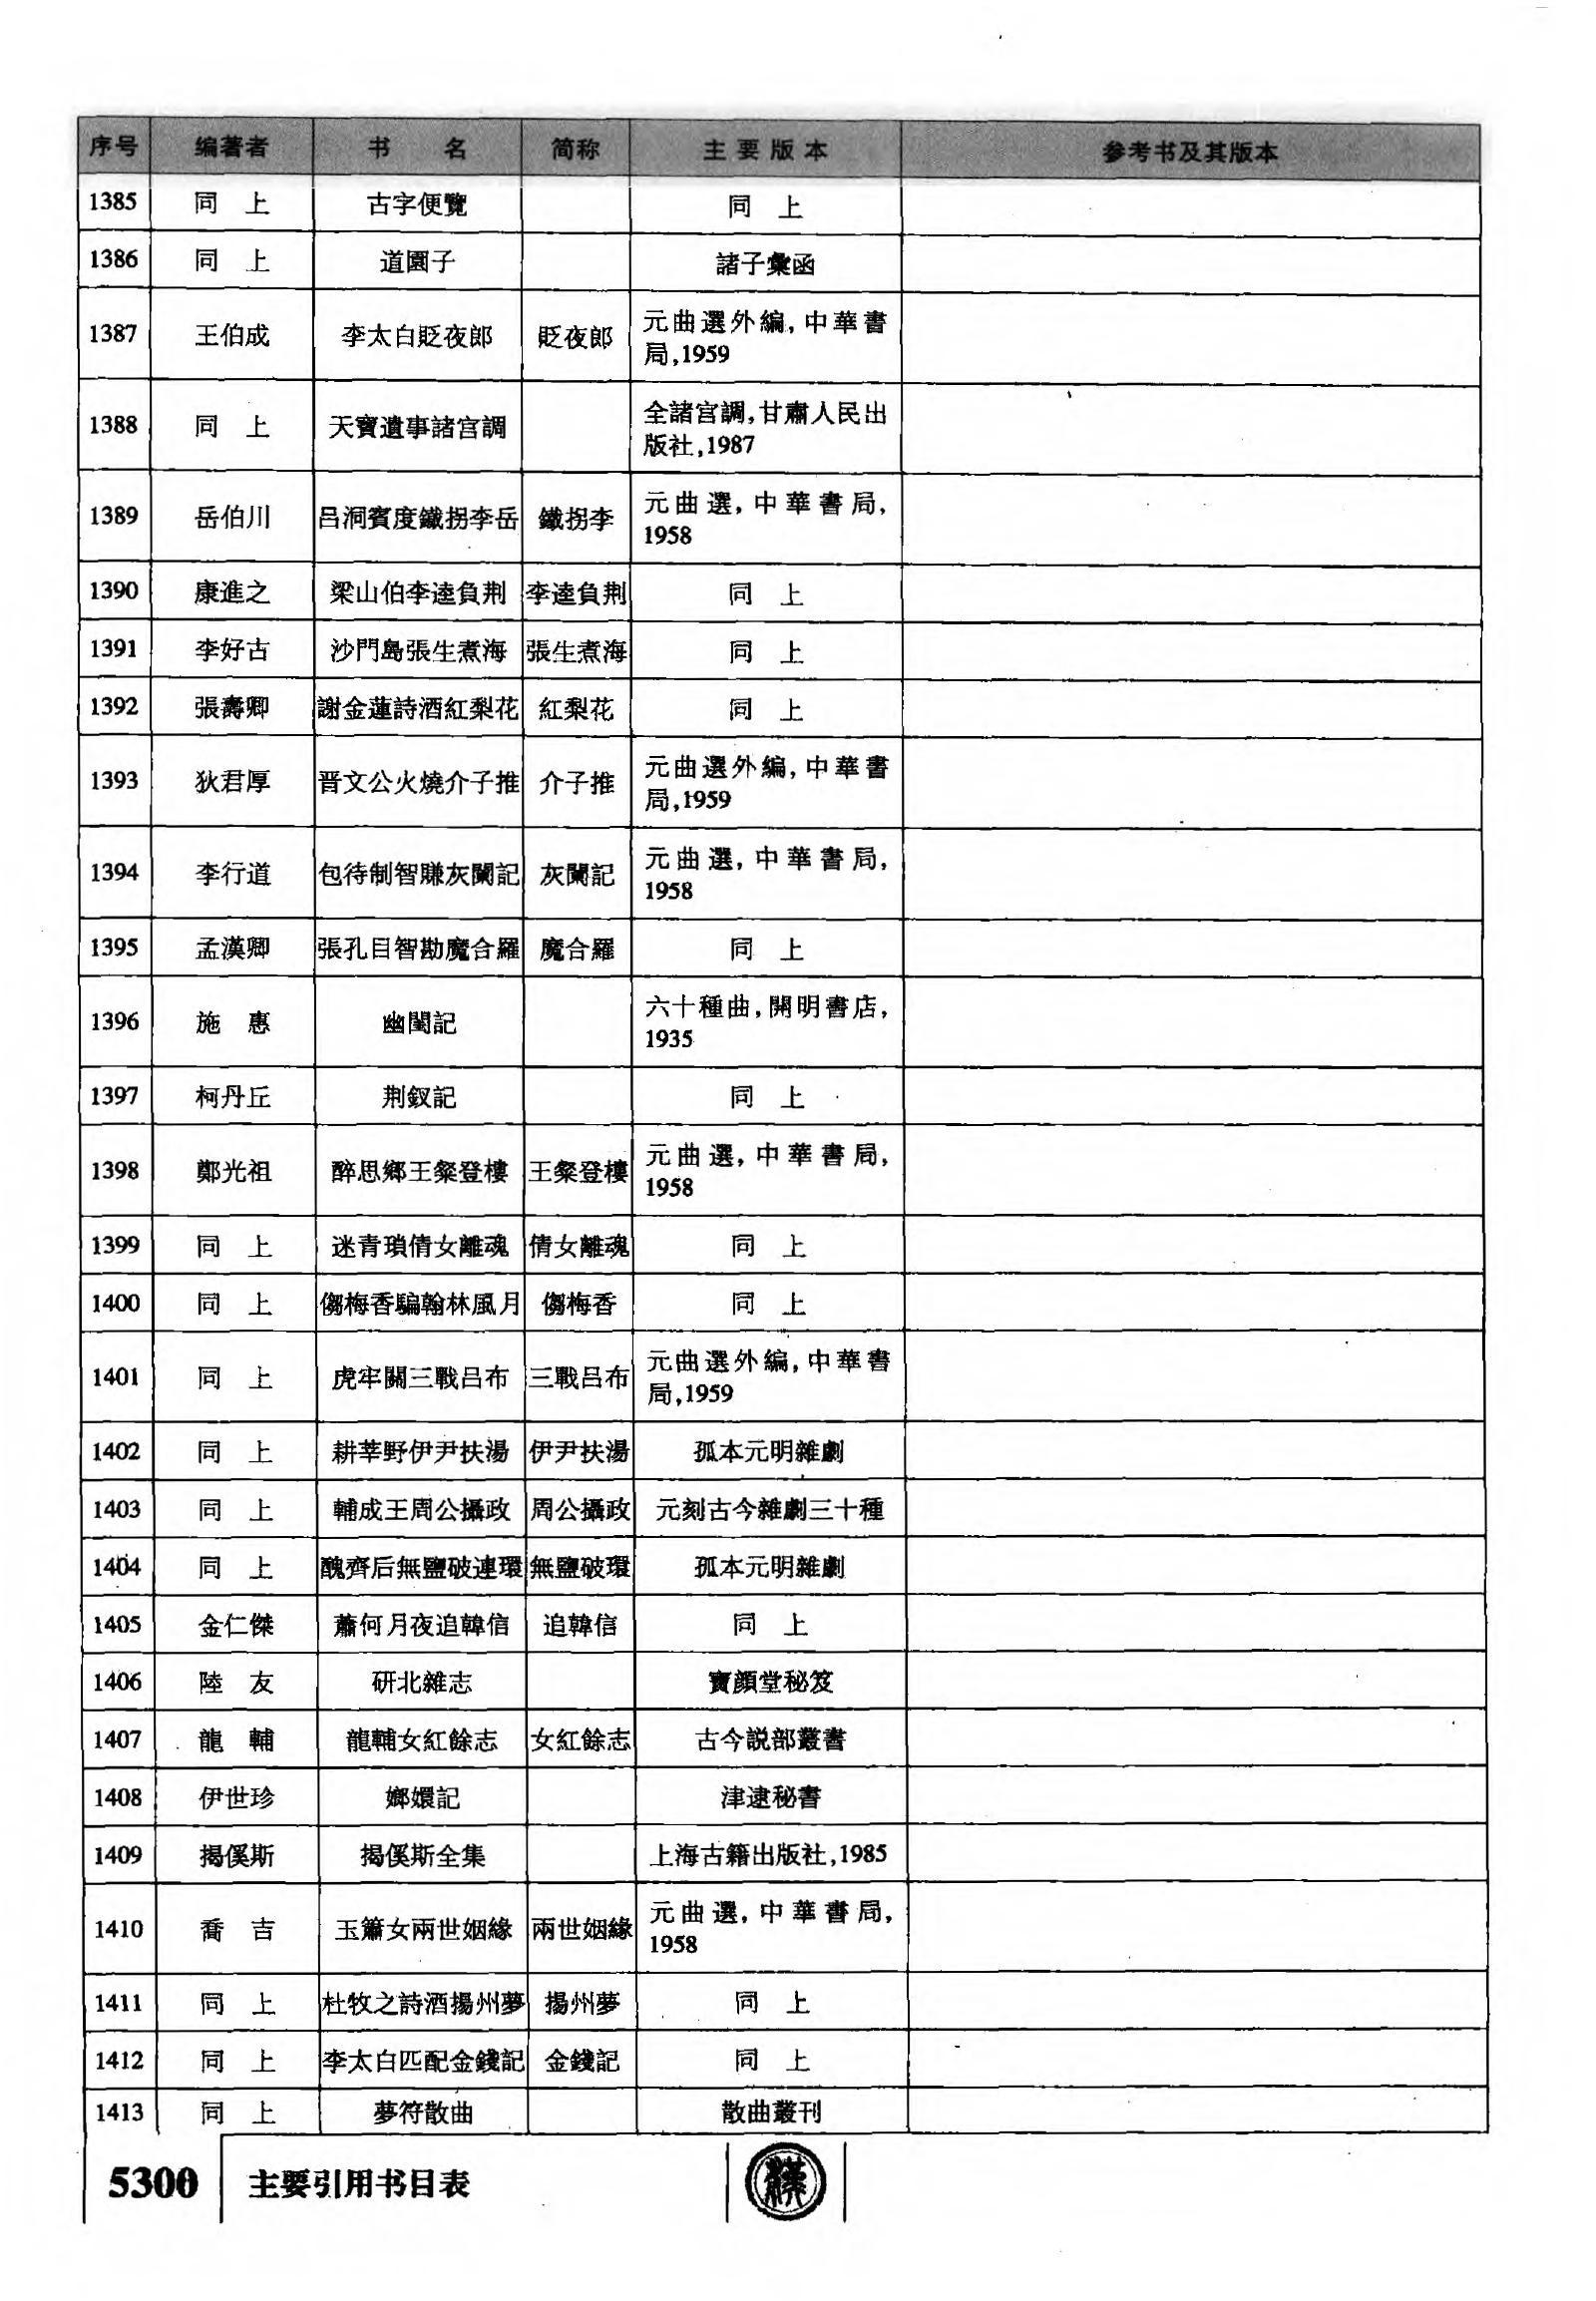 序号 编著者 书 名 简称 主要版本 参考书及其版本
1385 同 上 古字便覽 同 上
1386 同 上 道園子 諸子彙函
1387 王伯成 李太白貶夜郎 貶夜郎 元曲選外編,中華書
局,1959
1388 同 上 天寶遺事諸宫調 全諸宫調,甘肅人民出
版社,1987
1389 岳伯川 吕洞賓度鐵拐李岳 鐵拐李 元曲選,中華書局,
1958
1390 康進之 梁山伯李逵負荆 李逵負荆 同 上
1391 李好古 沙門島張生煮海 張生煮海 同 上
1392 張壽卿 謝金蓮詩酒紅梨花 紅梨花 同 上
1393 狄君厚 晋文公火燒介子推 介子推 元曲選外編,中華書
局,1959
1394 李行道 包待制智賺灰闌記 灰闌記 元曲選,中華書局,
1958
1395 孟漢卿 張孔目智勘魔合羅 魔合羅 同 上
1396 施 惠 幽閨記 六十種曲,開明書店,
1935
1397 柯丹丘 荆釵記 同 上
1398 鄭光祖 醉思鄉王粲登樓 王粲登樓 元曲選,中華書局,
1958
1399 同 上 迷青瑣倩女離魂 倩女離魂 同 上
1400 同 上 㑳梅香騙翰林風月 㑳梅香 同 上
1401 同 上 虎牢關三戰吕布 三戰吕布 元曲選外編,中華書
局,1959
1402 同 上 耕莘野伊尹扶湯 伊尹扶湯 孤本元明雜劇
1403 同 上 輔成王周公攝政 周公攝政 元刻古今雜劇三十種
1404 同 上 醜齊后無鹽破連環 無鹽破環 孤本元明雜劇
1405 金仁傑 蕭何月夜追韓信 追韓信 同 上
1406 陸 友 研北雜志 寶顔堂秘笈
1407 龍 輔 龍輔女紅餘志 女紅餘志 古今説部叢書
1408 伊世珍 嫏嬛記 津逮秘書
1409 揭傒斯 揭傒斯全集 上海古籍出版社,1985
1410 喬 吉 玉簫女兩世姻緣 兩世姻緣 元曲選,中華書局,
1958
1411 同 上 杜牧之詩酒揚州夢 揚州夢 同 上
1412 同 上 李太白匹配金錢記 金錢記 同 上
1413 同 上 夢符散曲 散曲叢刊
5300 主要引用书目表
漢